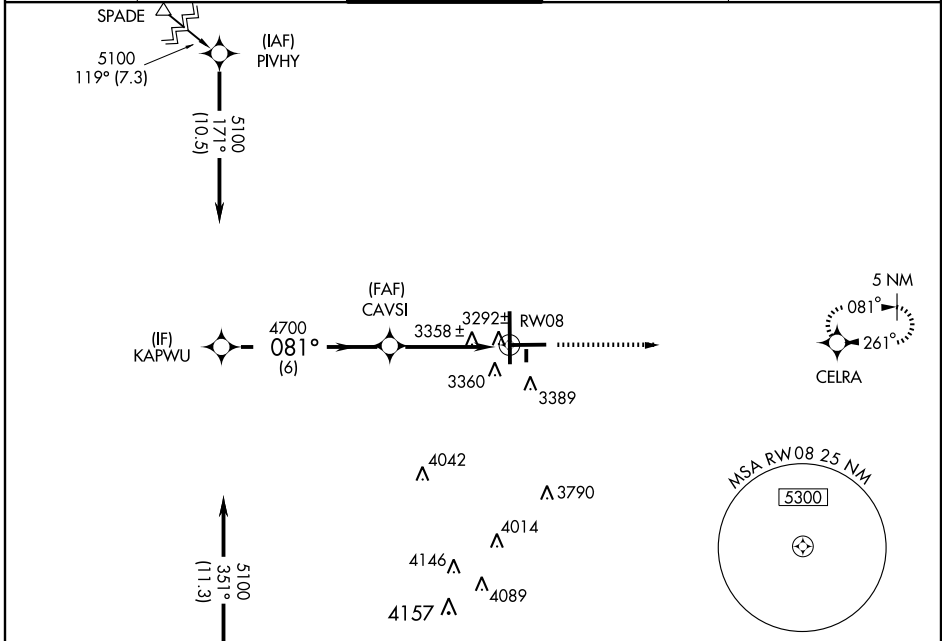 SPADE
5100
119° (7.3)
(IAF)
PIVHY
5100
171°
(10.5)
(FAF)
CAVSI
(IF)
KAPWU
4700
081°
(6)
3358 ±
3292±
RW08
3360
3389
5 NM
081°
261°
CELRA
4042
3790
4014
4146
4089
4157
5100
351°
(11.3)
MSA RW08 25 NM
5300